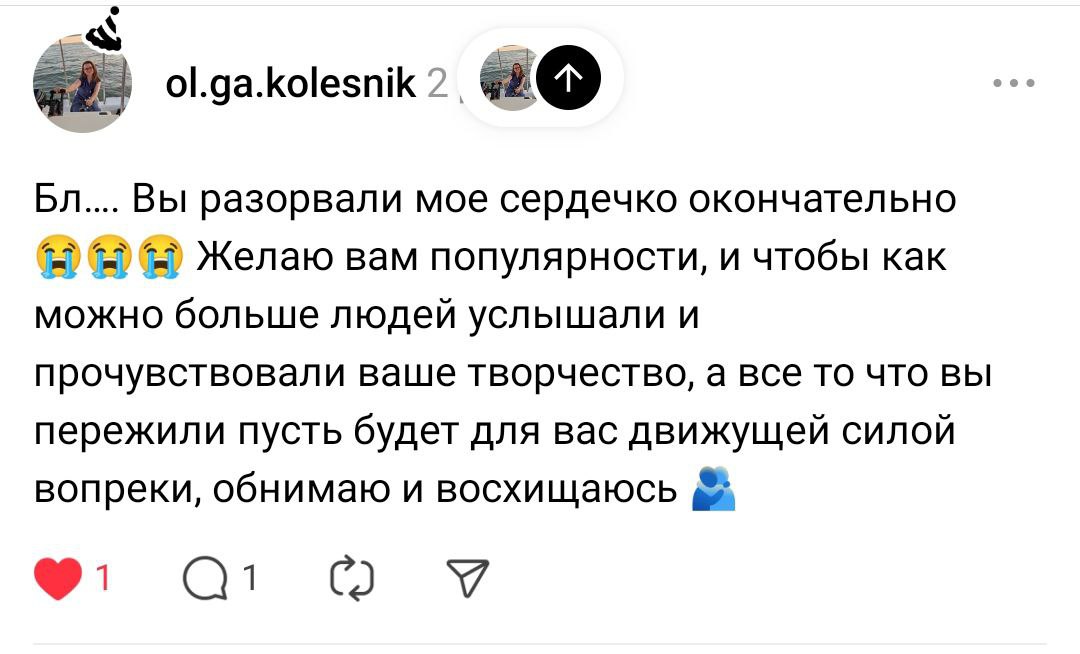 ol.ga.kolesnik 2
Бл.... Вы разорвали мое сердечко окончательно
😭😭😭 Желаю вам популярности, и чтобы как
можно больше людей услышали и
прочувствовали ваше творчество, а все то что вы
пережили пусть будет для вас движущей силой
вопреки, обнимаю и восхищаюсь 🫂
1 1